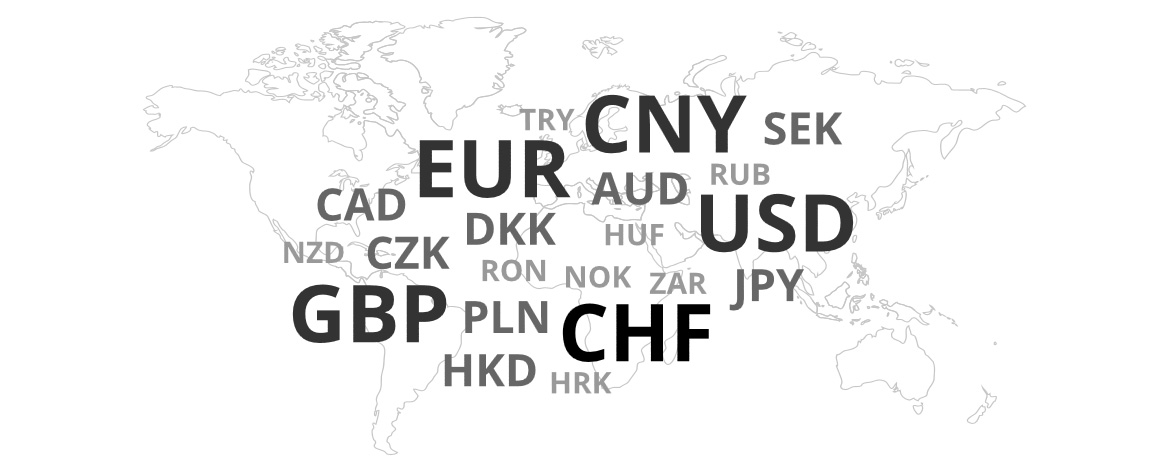 TRY CNY SEK
EUR AUD RUB
CAD DKK HUF USD
NZD CZK RON NOK ZAR JPY
GBP PLN CHF
HKD HRK